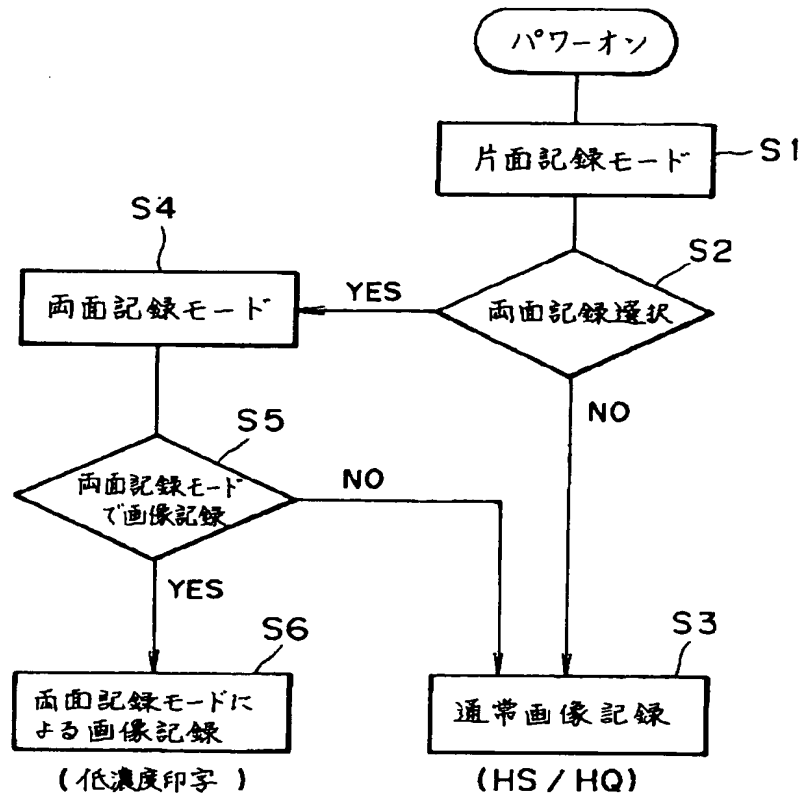 パワーオン
片面記録モード
S1
S2
両面記録選択
YES
NO
S4
両面記録モード
S5
両面記録モード
で画像記録
NO
YES
S6
両面記録モードに
よる画像記録
(低濃度印字)
S3
通常画像記録
(HS/HQ)